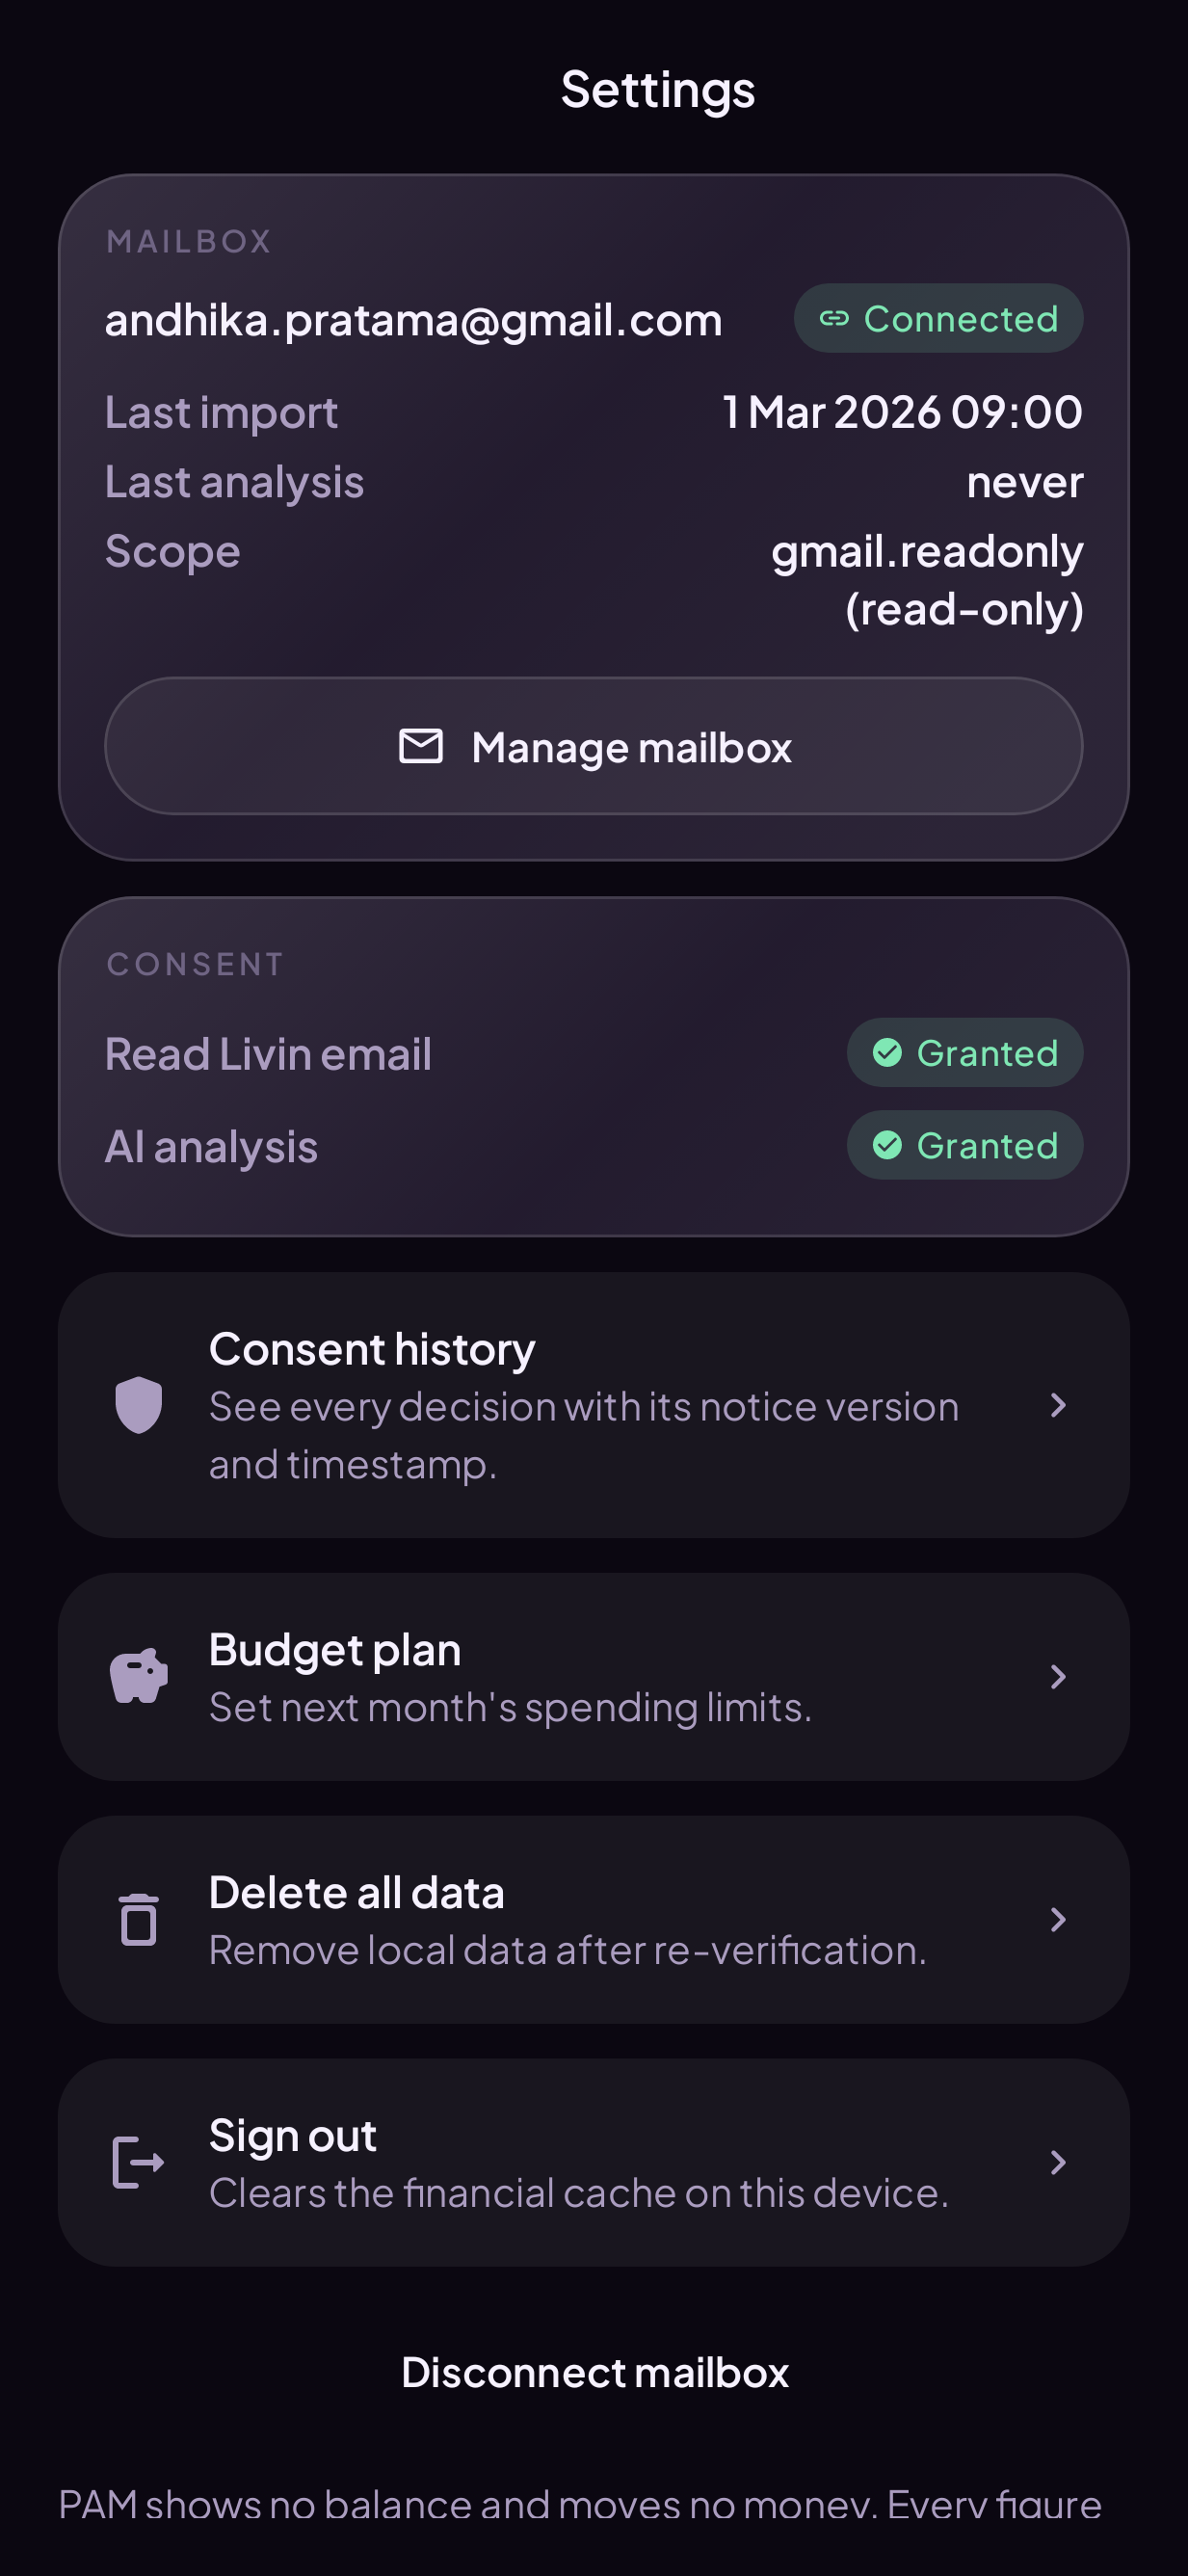 Settings
MAILBOX
andhika.pratama@gmail.com Connected
Last import 1 Mar 2026 09:00
Last analysis never
Scope gmail.readonly
(read-only)
Manage mailbox
CONSENT
Read Livin email Granted
AI analysis Granted
Consent history
See every decision with its notice version
and timestamp.
Budget plan
Set next month's spending limits.
Delete all data
Remove local data after re-verification.
Sign out
Clears the financial cache on this device.
Disconnect mailbox
PAM shows no balance and moves no money. Every figure